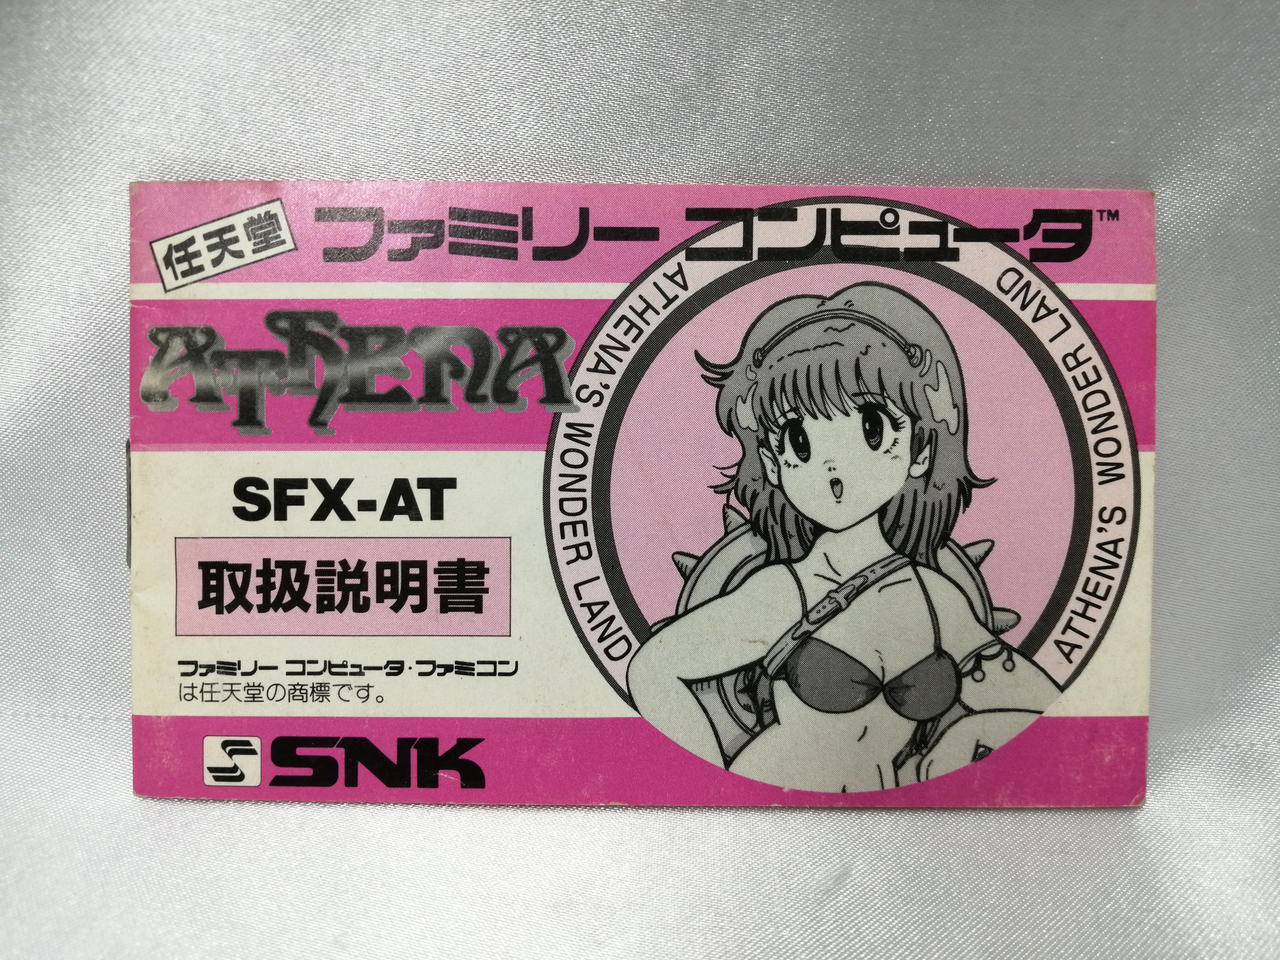 任天堂 ファミリー コンピュータ™
ATHENA
SFX-AT
取扱説明書
ファミリー コンピュータ・ファミコン
は任天堂の商標です。
S SNK
ATHENA'S WONDER LAND
ATHENA'S WONDER LAND